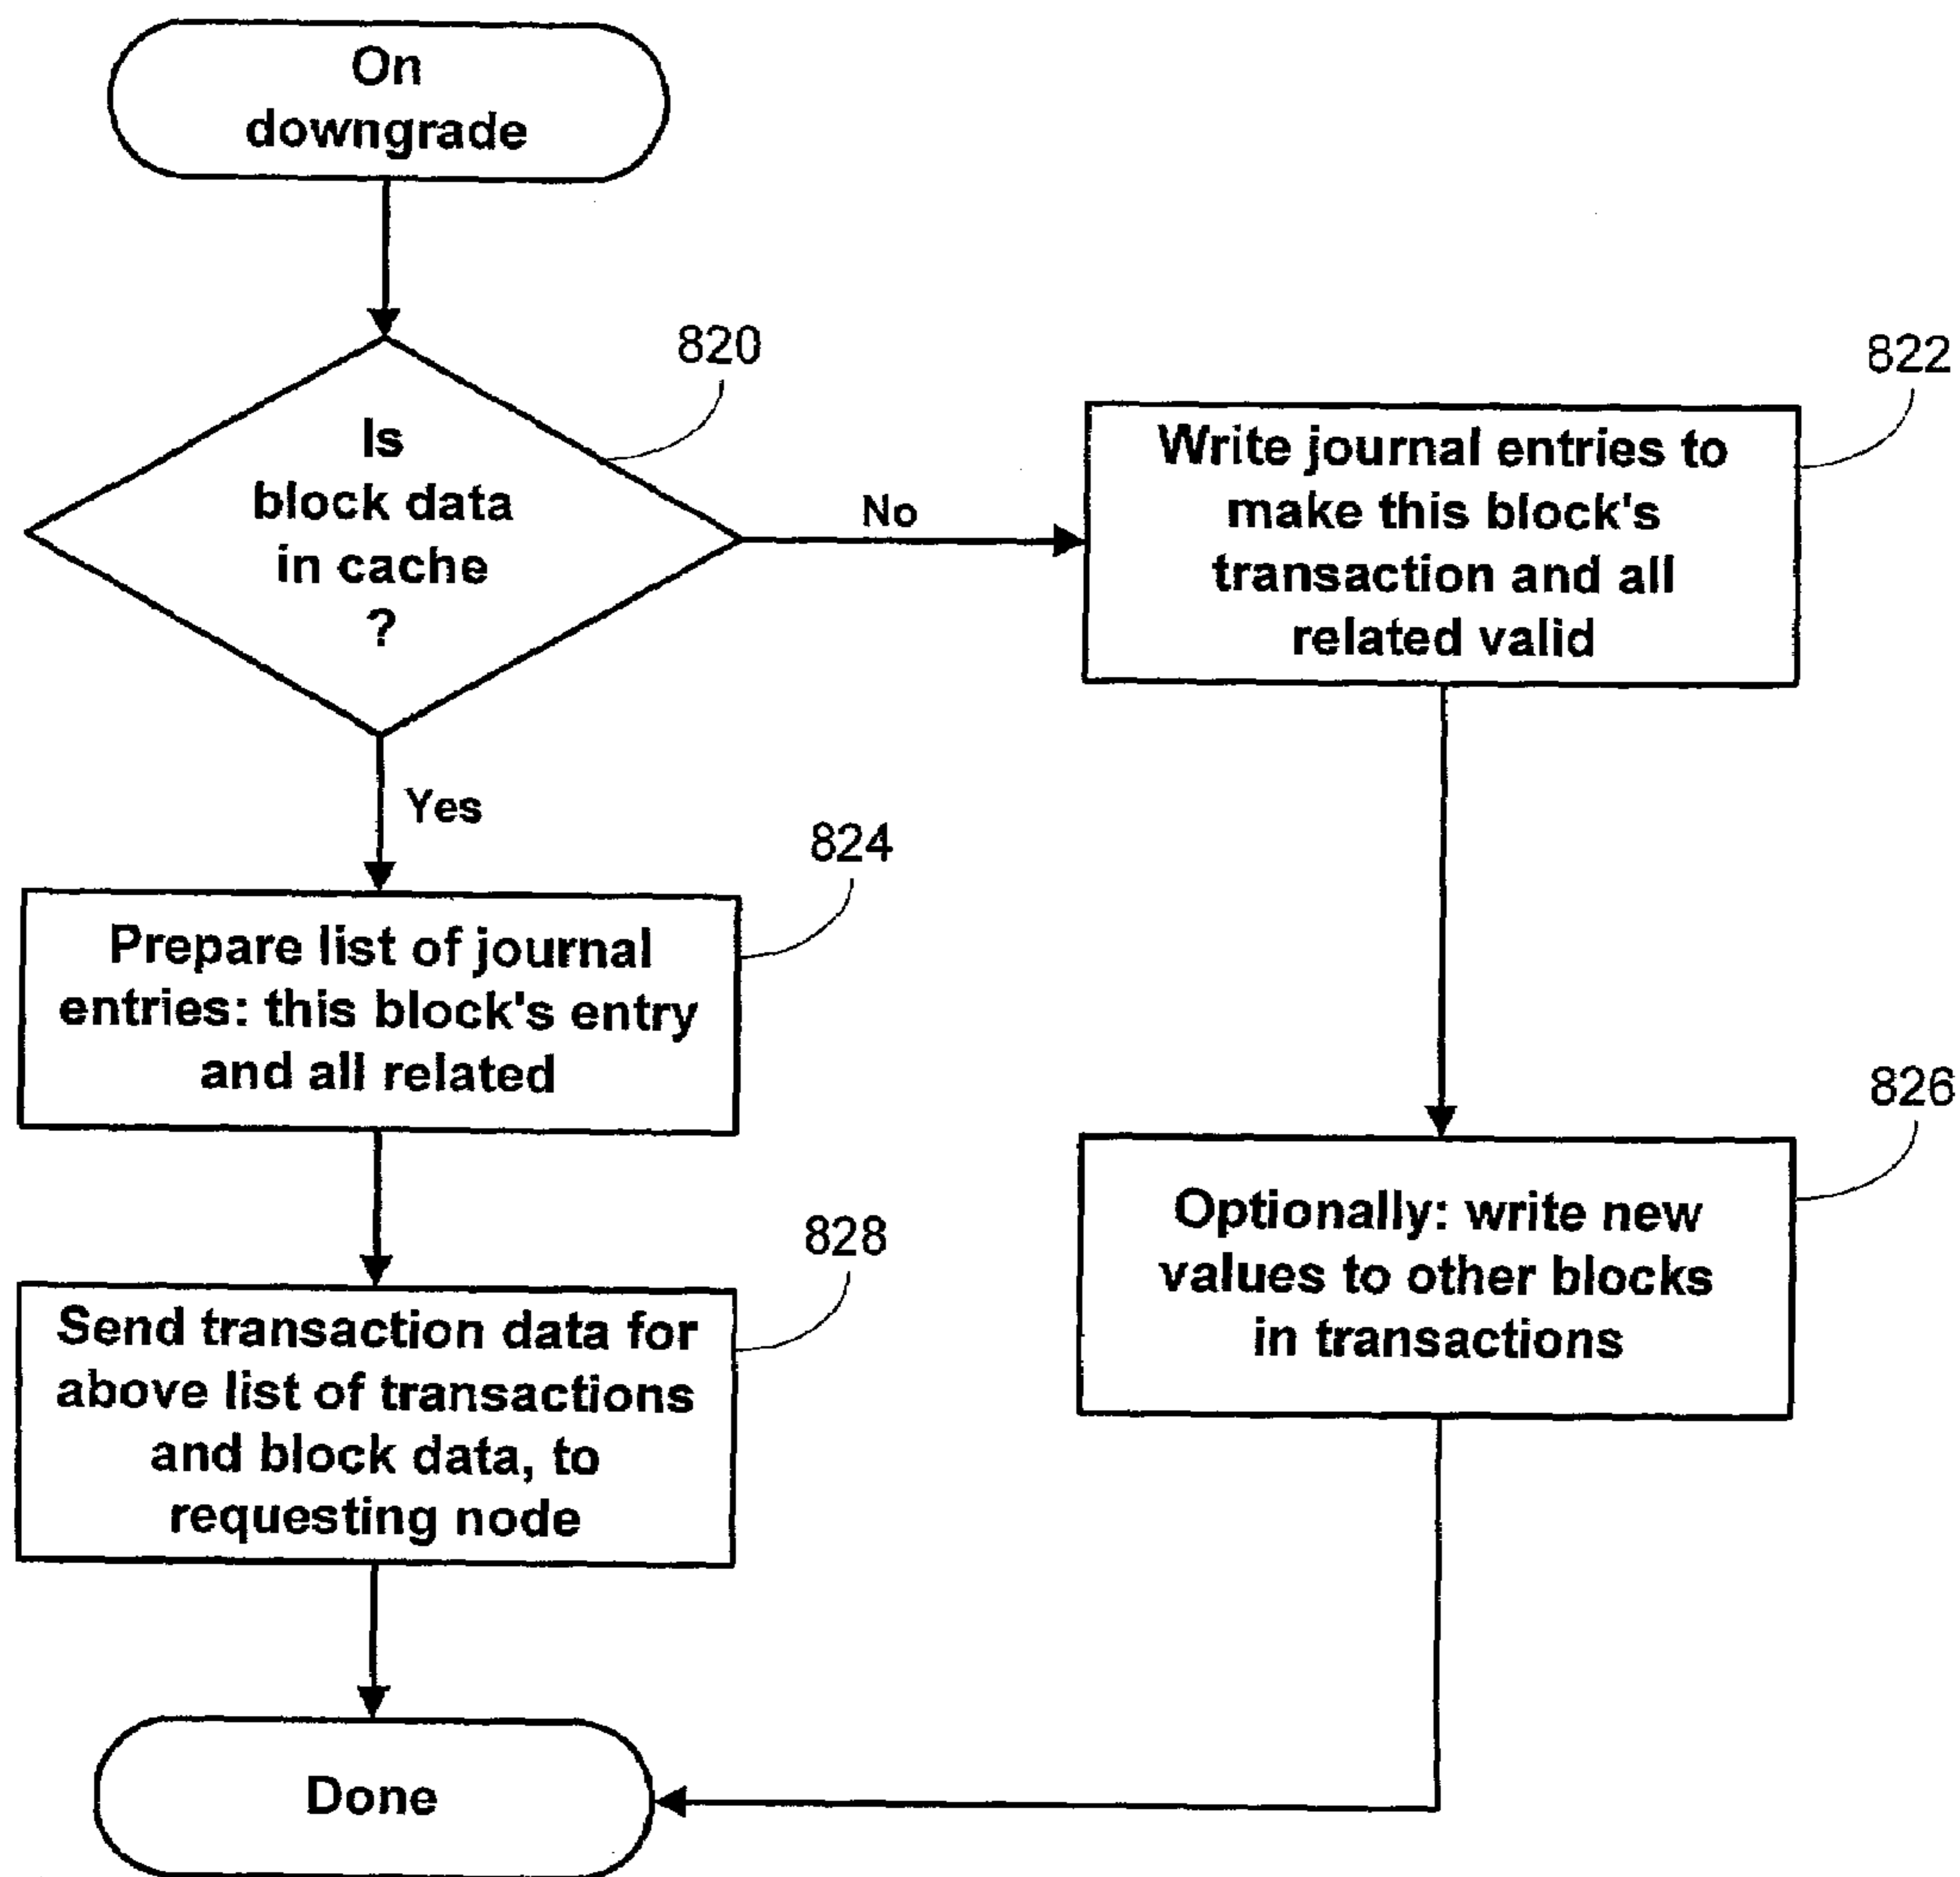 On
downgrade
820
Is
block data
in cache
?
No
822
Write journal entries to
make this block's
transaction and all
related valid
Yes
824
Prepare list of journal
entries: this block's entry
and all related
826
Optionally: write new
values to other blocks
in transactions
828
Send transaction data for
above list of transactions
and block data, to
requesting node
Done